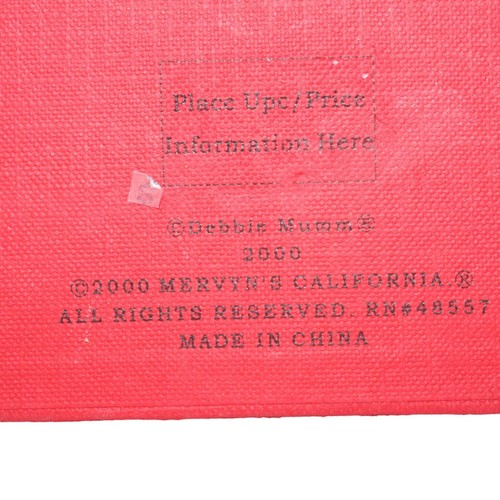 Place Upc/Price
Information Here
©Debbie Mumm®
2000
©2000 MERVYN'S CALIFORNIA.®
ALL RIGHTS RESERVED. RN#48557
MADE IN CHINA